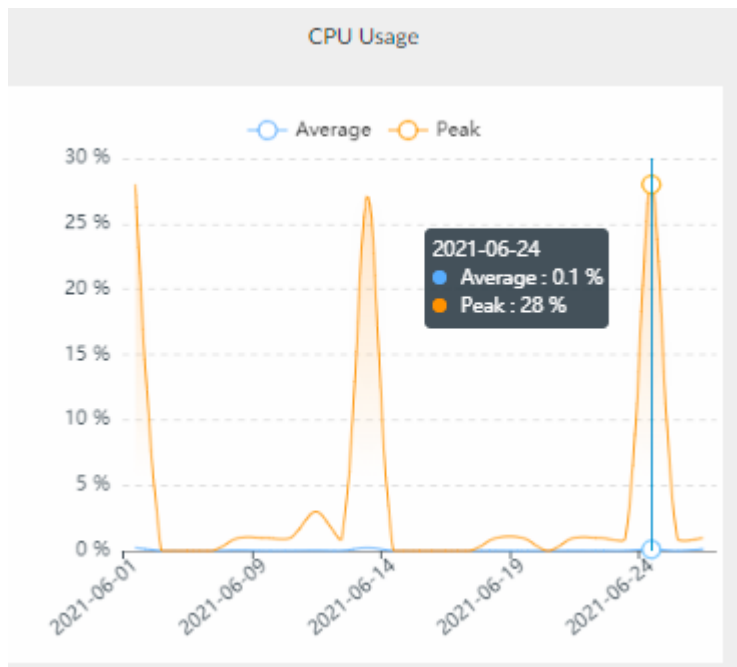 CPU Usage
Average Peak
30 %
25 %
20 %
15 %
10 %
5 %
0 %
2021-06-24
Average : 0.1 %
Peak : 28 %
2021-06-01 2021-06-09 2021-06-14 2021-06-19 2021-06-24